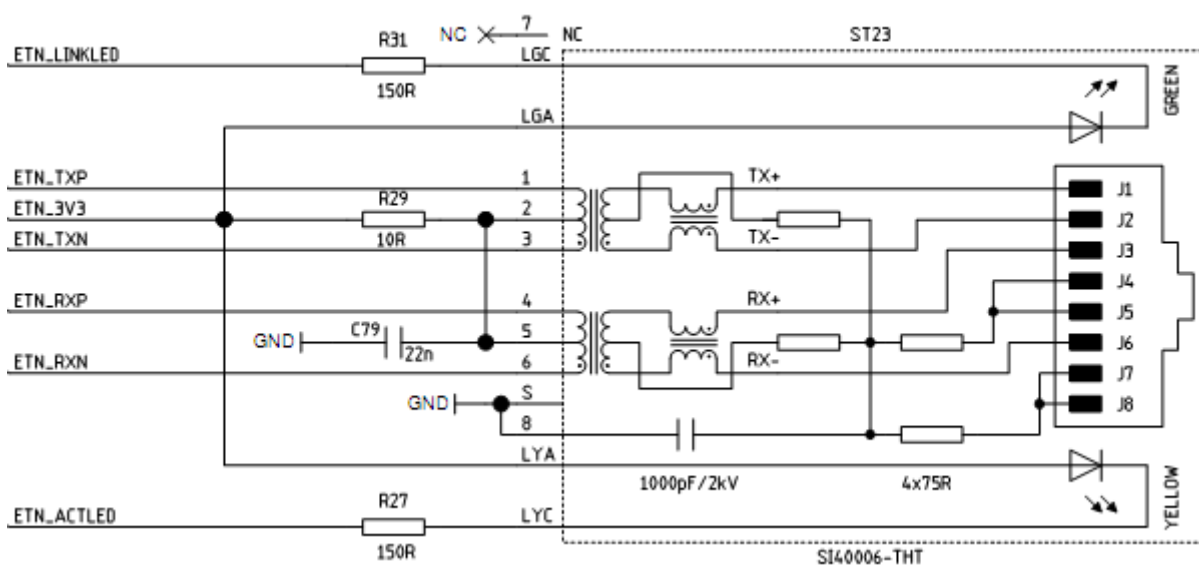 NC 7 NC ST23
ETN_LINKLED R31 LGC
150R
GREEN
LGA
ETN_TXP 1 TX+ J1
ETN_3V3 R29 2 J2
ETN_TXN 10R 3 TX- J3
J4
ETN_RXP 4 RX+ J5
GND C79 22n 5 J6
ETN_RXN 6 RX- J7
GND S J8
8
LYA
1000pF/2kV 4x75R
YELLOW
ETN_ACTLED R27 LYC
150R
SI40006-THT